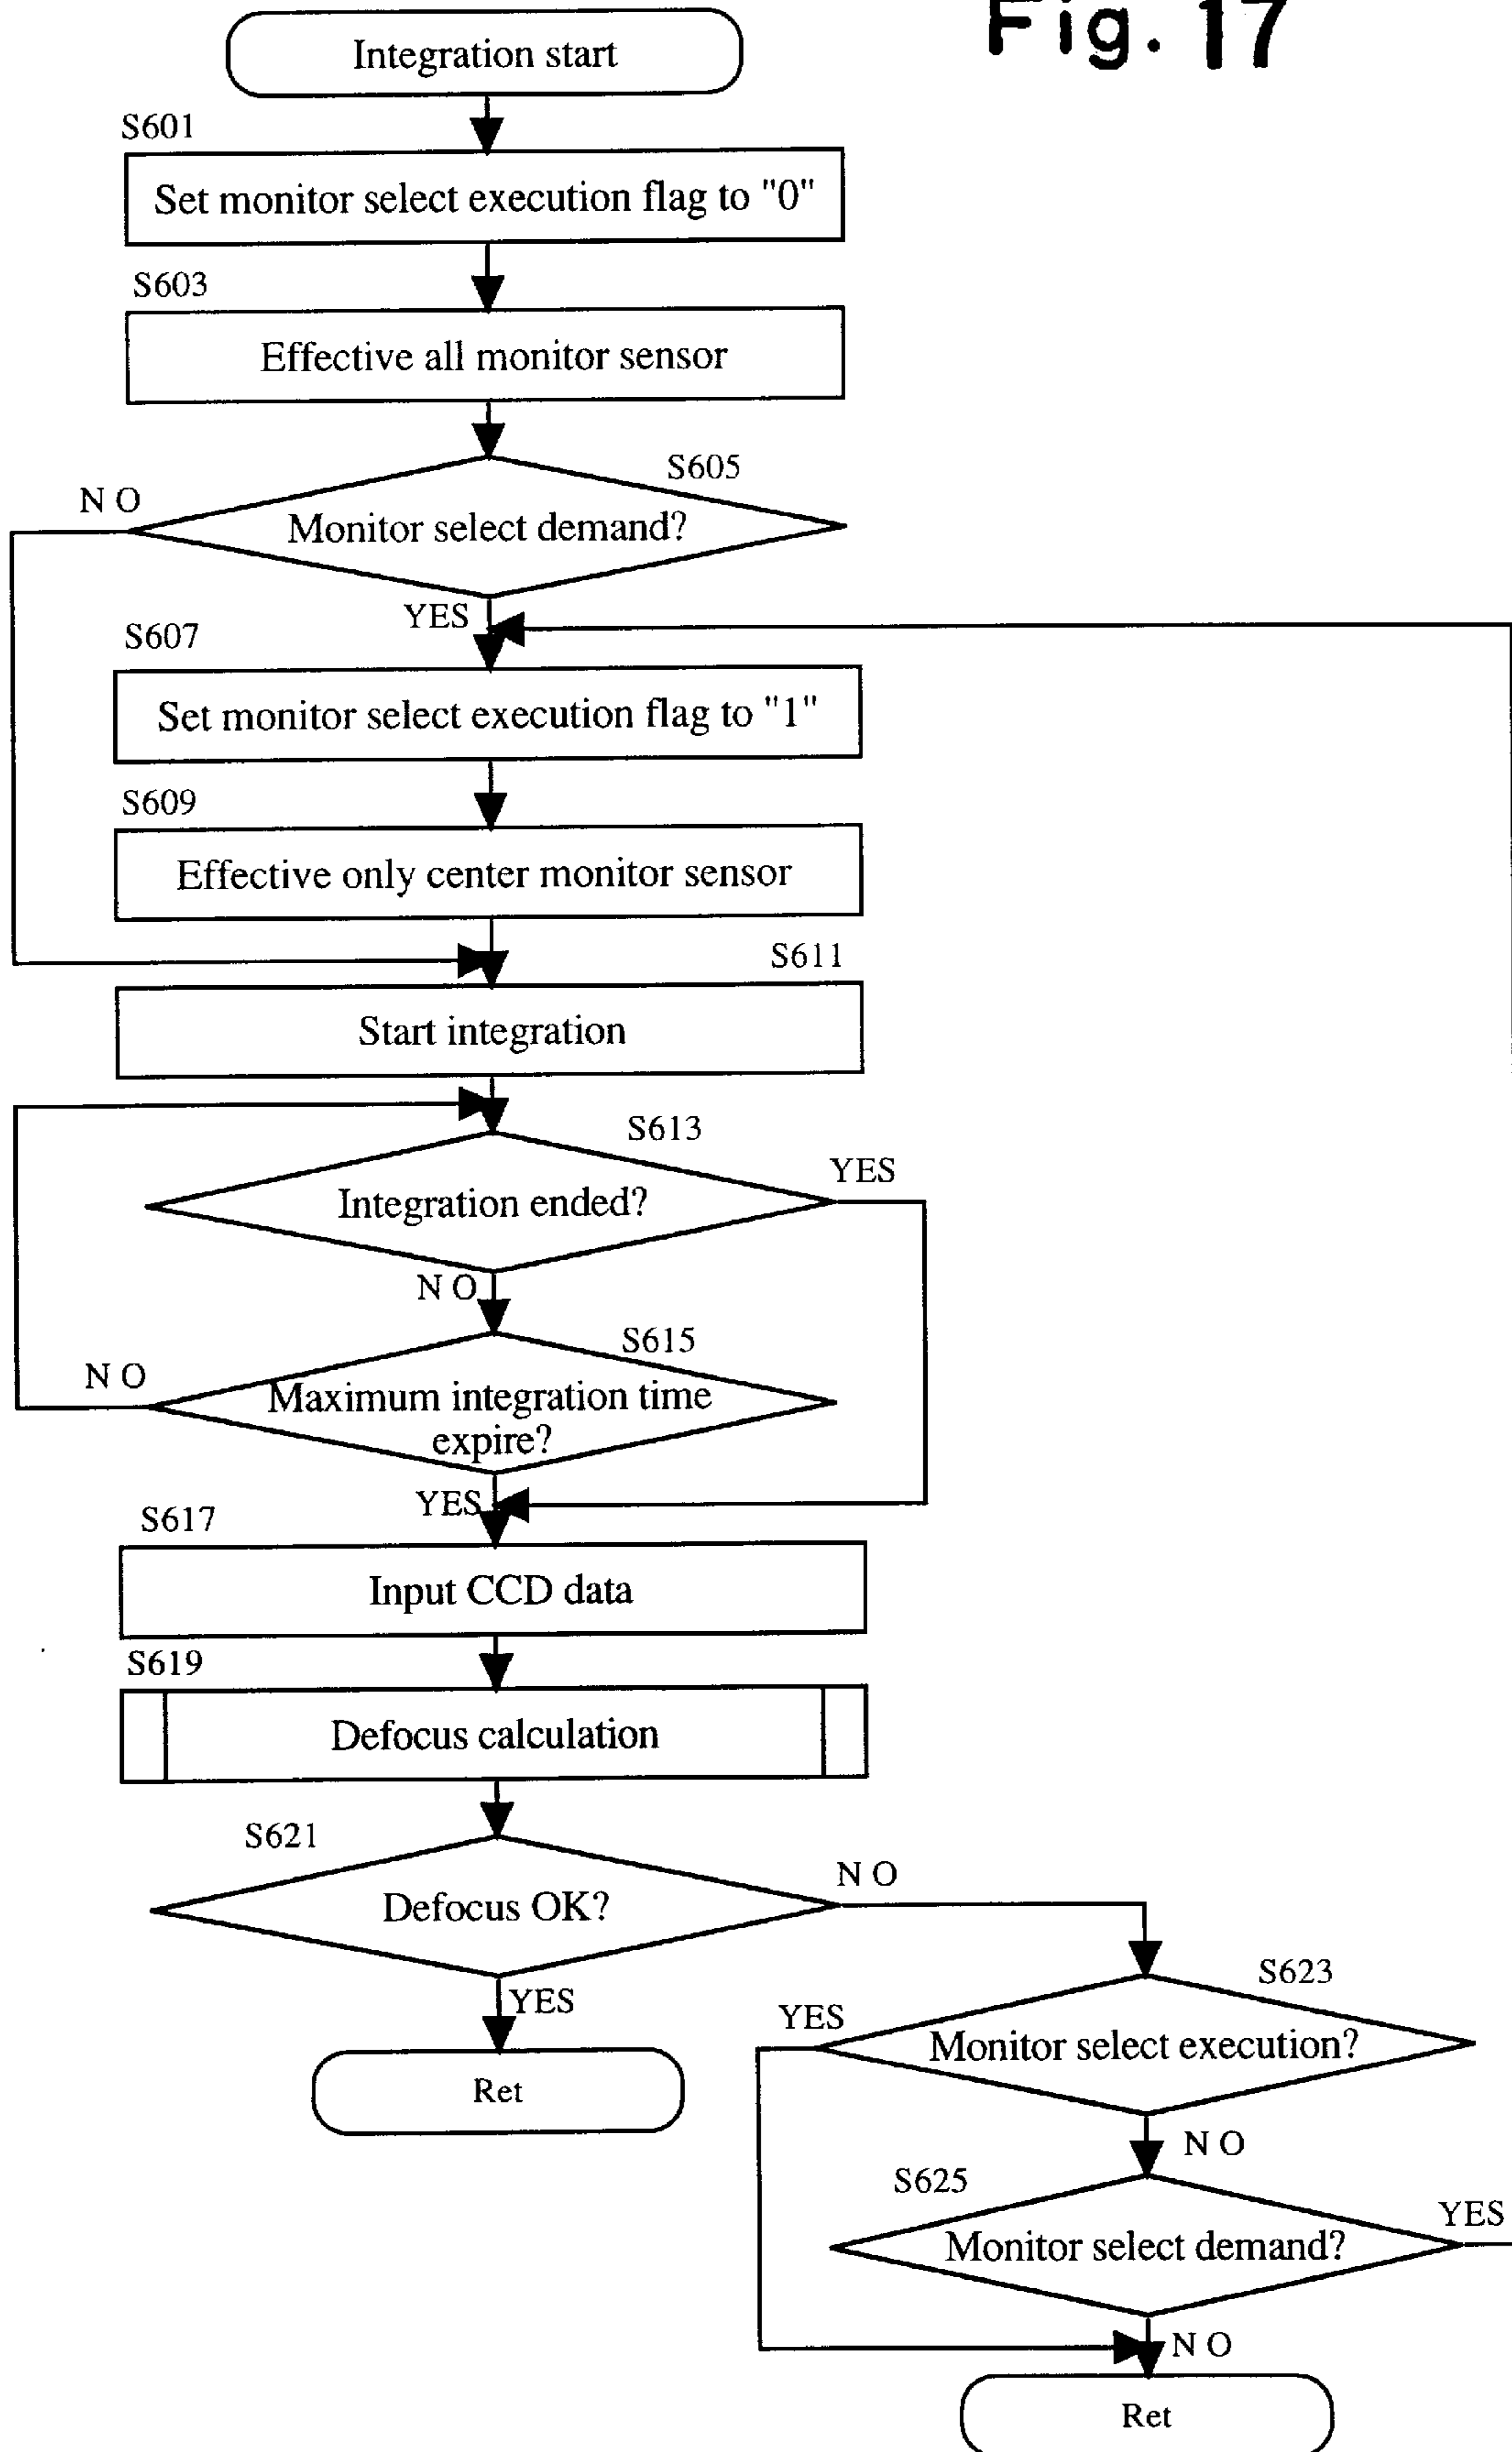 Fig. 17
Integration start
S601
Set monitor select execution flag to "0"
S603
Effective all monitor sensor
S605
NO
Monitor select demand?
YES
S607
Set monitor select execution flag to "1"
S609
Effective only center monitor sensor
S611
Start integration
S613
YES
Integration ended?
NO
S615
NO
Maximum integration time
expire?
YES
S617
Input CCD data
S619
Defocus calculation
S621
NO
Defocus OK?
YES
Ret
S623
YES
Monitor select execution?
NO
S625
YES
Monitor select demand?
NO
Ret